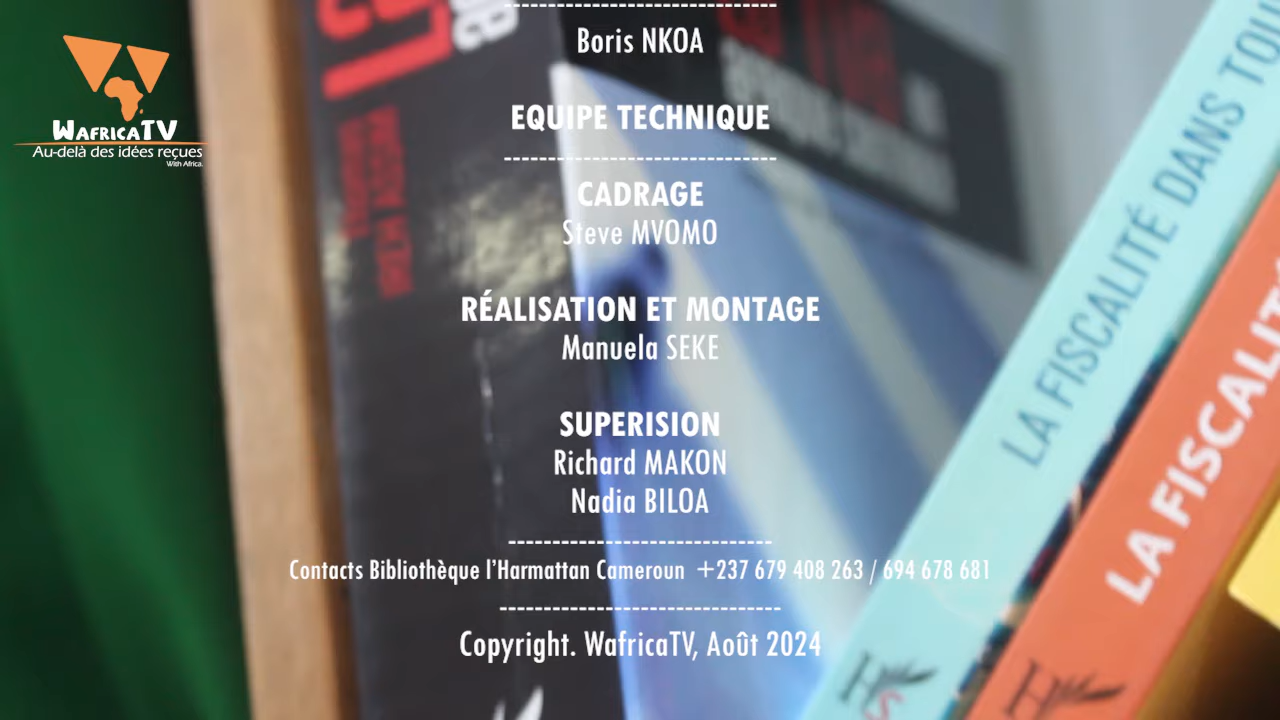 WAFRICATV
Au-delà des idées reçues
With Africa.
----------------------------
Boris NKOA
EQUIPE TECHNIQUE
----------------------------
CADRAGE
Steve MVOMO
RÉALISATION ET MONTAGE
Manuela SEKE
SUPERISION
Richard MAKON
Nadia BILOA
----------------------------
Contacts Bibliothèque l’Harmattan Cameroun +237 679 408 263 / 694 678 681
----------------------------
Copyright. WafricaTV, Août 2024
LA FISCALITÉ DANS
LA